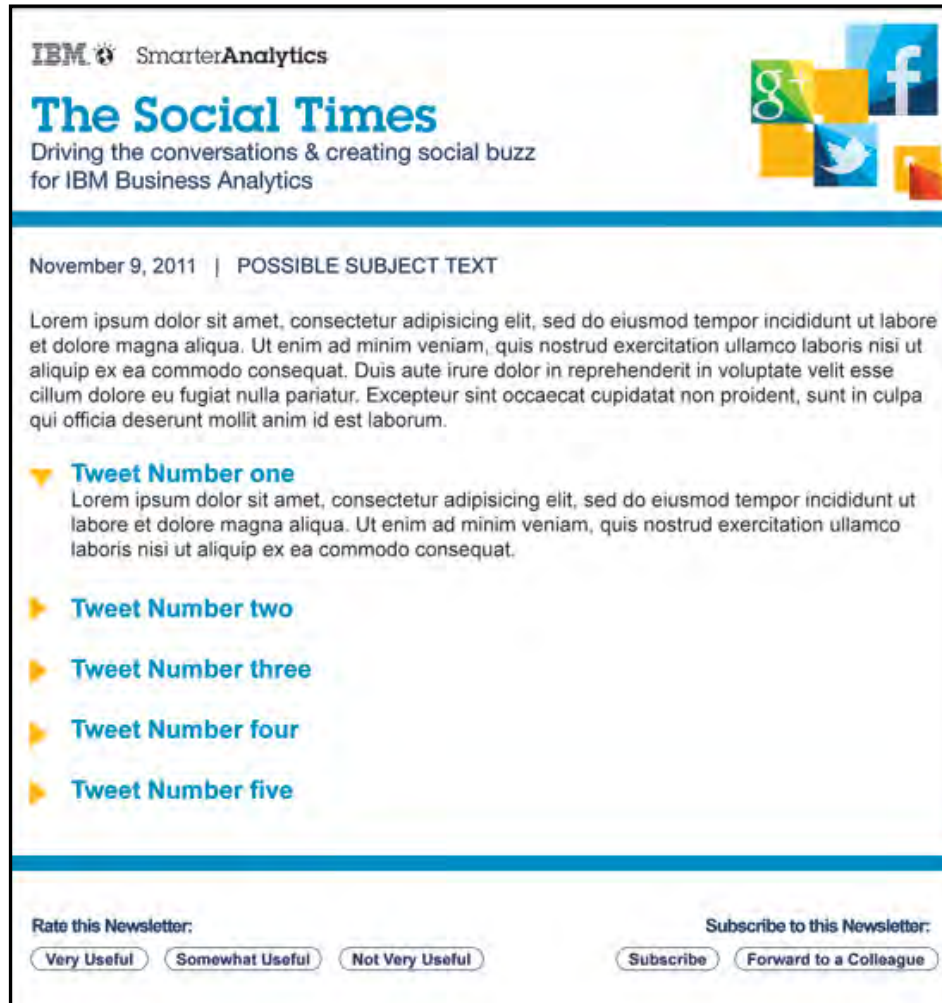 IBM. SmarterAnalytics
The Social Times
Driving the conversations & creating social buzz
for IBM Business Analytics
g+ f
November 9, 2011 | POSSIBLE SUBJECT TEXT
Lorem ipsum dolor sit amet, consectetur adipisicing elit, sed do eiusmod tempor incididunt ut labore
et dolore magna aliqua. Ut enim ad minim veniam, quis nostrud exercitation ullamco laboris nisi ut
aliquip ex ea commodo consequat. Duis aute irure dolor in reprehenderit in voluptate velit esse
cillum dolore eu fugiat nulla pariatur. Excepteur sint occaecat cupidatat non proident, sunt in culpa
qui officia deserunt mollit anim id est laborum.
Tweet Number one
Lorem ipsum dolor sit amet, consectetur adipisicing elit, sed do eiusmod tempor incididunt ut
labore et dolore magna aliqua. Ut enim ad minim veniam, quis nostrud exercitation ullamco
laboris nisi ut aliquip ex ea commodo consequat.
Tweet Number two
Tweet Number three
Tweet Number four
Tweet Number five
Rate this Newsletter: Subscribe to this Newsletter:
Very Useful Somewhat Useful Not Very Useful Subscribe Forward to a Colleague